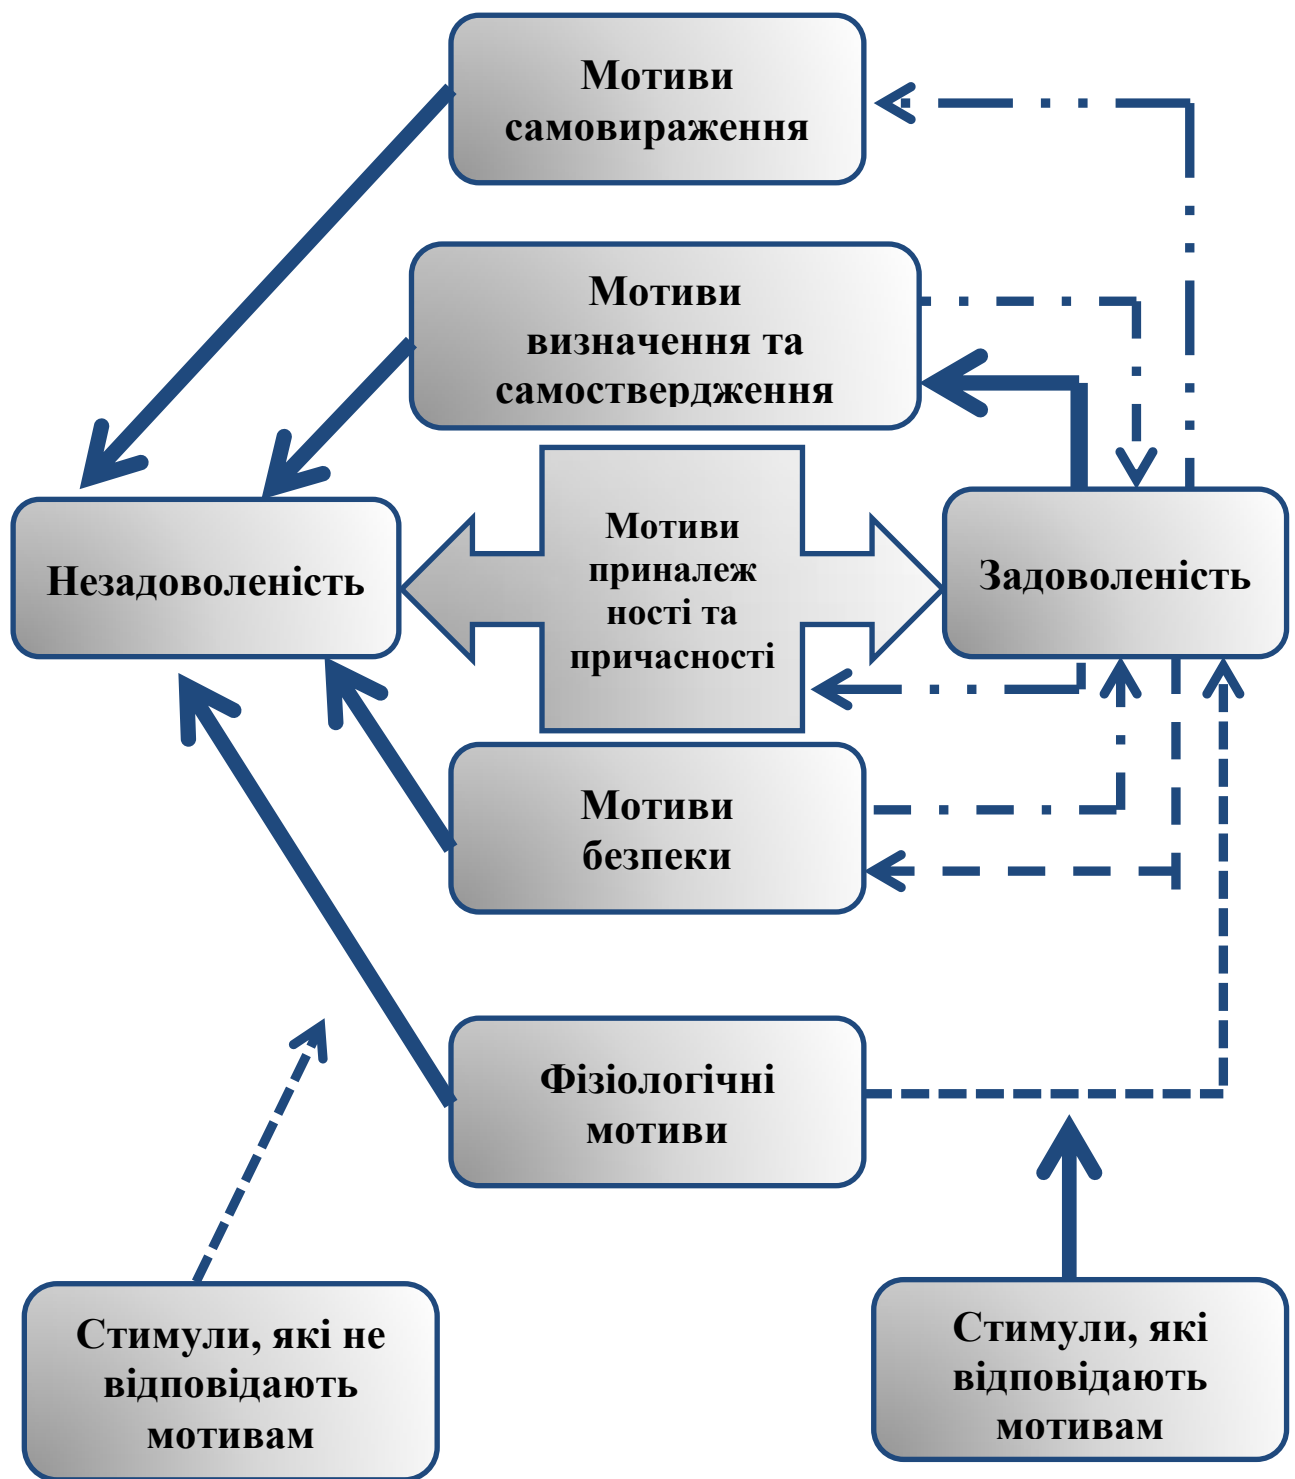 Мотиви
самовираження
Мотиви
визначення та
самоствердження
Мотиви
приналеж
ності та
причасності
Незадоволеність
Задоволеність
Мотиви
безпеки
Фізіологічні
мотиви
Стимули, які не
відповідають
мотивам
Стимули, які
відповідають
мотивам